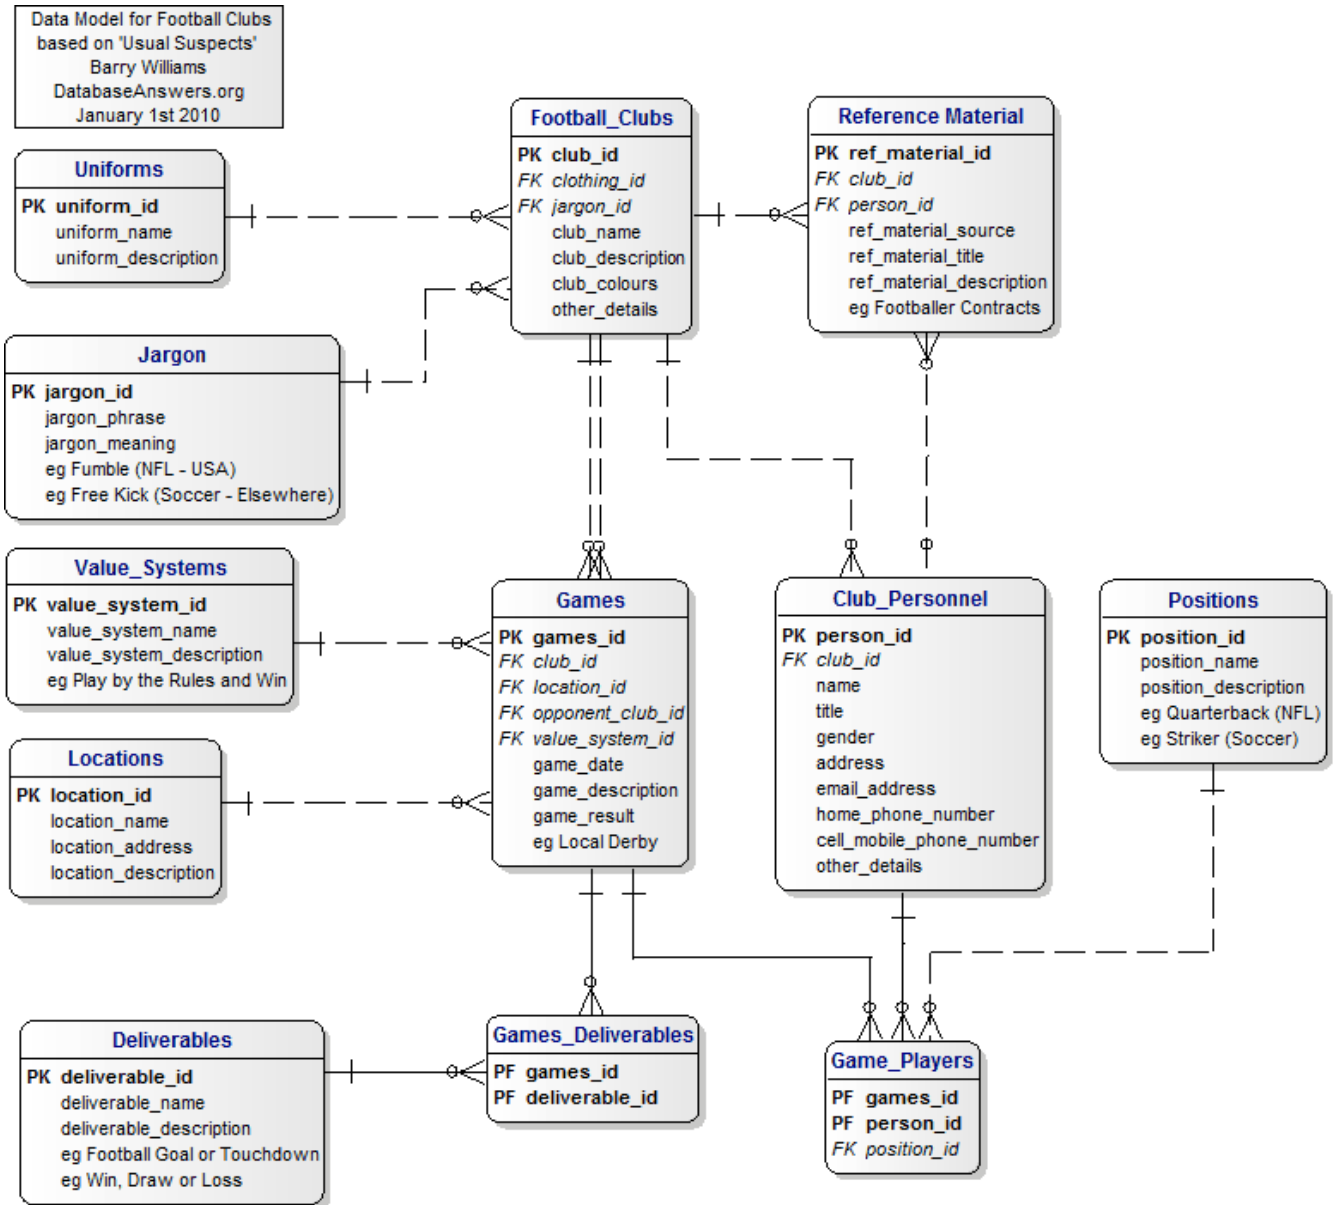 Data Model for Football Clubs
based on 'Usual Suspects'
Barry Williams
DatabaseAnswers.org
January 1st 2010
Uniforms
PK uniform_id
uniform_name
uniform_description
Football_Clubs
PK club_id
FK clothing_id
FK jargon_id
club_name
club_description
club_colours
other_details
Reference Material
PK ref_material_id
FK club_id
FK person_id
ref_material_source
ref_material_title
ref_material_description
eg Footballer Contracts
Jargon
PK jargon_id
jargon_phrase
jargon_meaning
eg Fumble (NFL - USA)
eg Free Kick (Soccer - Elsewhere)
Value_Systems
PK value_system_id
value_system_name
value_system_description
eg Play by the Rules and Win
Games
PK games_id
FK club_id
FK location_id
FK opponent_club_id
FK value_system_id
game_date
game_description
game_result
eg Local Derby
Club_Personnel
PK person_id
FK club_id
name
title
gender
address
email_address
home_phone_number
cell_mobile_phone_number
other_details
Positions
PK position_id
position_name
position_description
eg Quarterback (NFL)
eg Striker (Soccer)
Locations
PK location_id
location_name
location_address
location_description
Deliverables
PK deliverable_id
deliverable_name
deliverable_description
eg Football Goal or Touchdown
eg Win, Draw or Loss
Games_Deliverables
PF games_id
PF deliverable_id
Game_Players
PF games_id
PF person_id
FK position_id